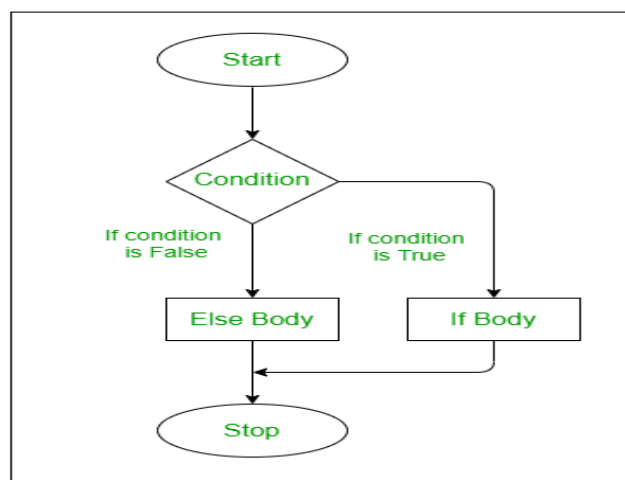 Start
Condition
If condition
is False
If condition
is True
Else Body
If Body
Stop